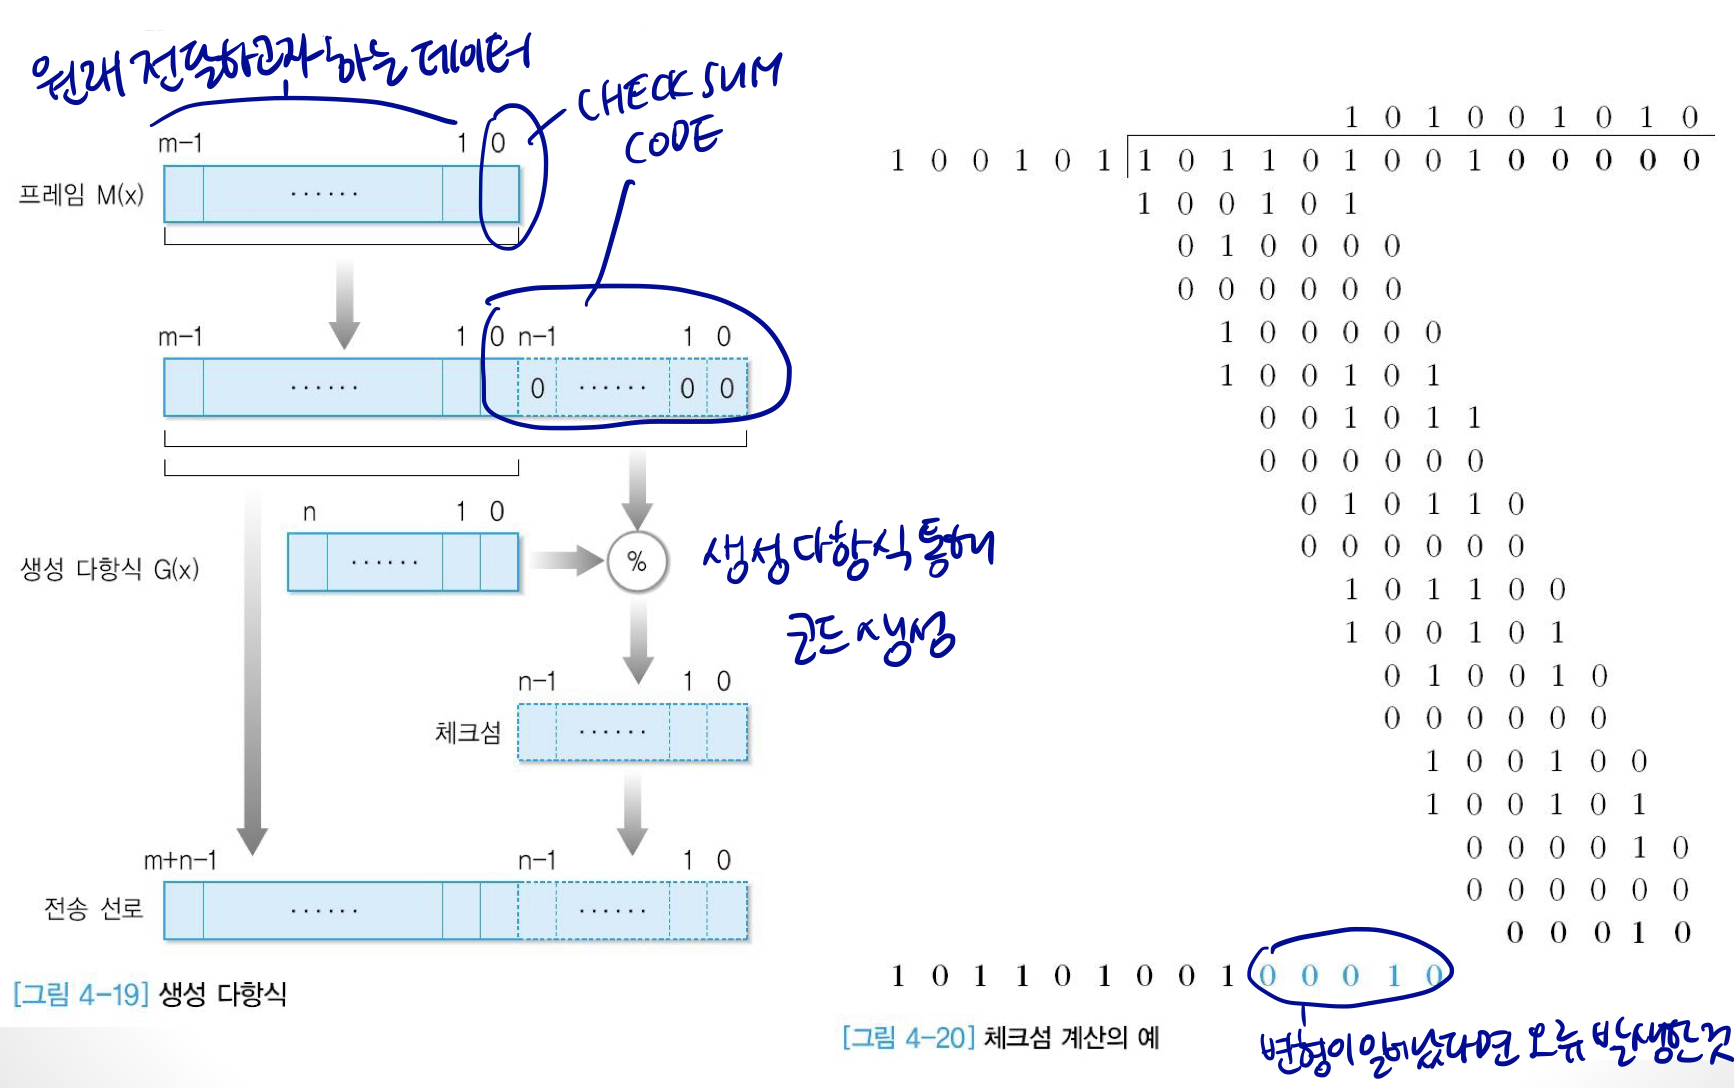 원래 전달하고자 하는 데이터
CHECK SUM
CODE
m-1 1 0
프레임 M(x) ······
m-1 1 0 n-1 1 0
······ 0 ······ 0 0
n 1 0
생성 다항식 G(x) ······ %
생성 다항식 통해
코드 생성
n-1 1 0
체크섬 ······
m+n-1 n-1 1 0
전송 선로 ······ ······
[그림 4-19] 생성 다항식
1 0 1 0 0 1 0 1 0
1 0 0 1 0 1 1 0 1 1 0 1 0 0 1 0 0 0 0 0
1 0 0 1 0 1
0 1 0 0 0 0
0 0 0 0 0 0
1 0 0 0 0 0
1 0 0 1 0 1
0 0 1 0 1 1
0 0 0 0 0 0
0 1 0 1 1 0
0 0 0 0 0 0
1 0 1 1 0 0
1 0 0 1 0 1
0 1 0 0 1 0
0 0 0 0 0 0
1 0 0 1 0 0
1 0 0 1 0 1
0 0 0 0 1 0
0 0 0 0 0 0
0 0 0 1 0
1 0 1 1 0 1 0 0 1 0 0 0 1 0
[그림 4-20] 체크섬 계산의 예
변형이 일어났다면 오류 발생한 것